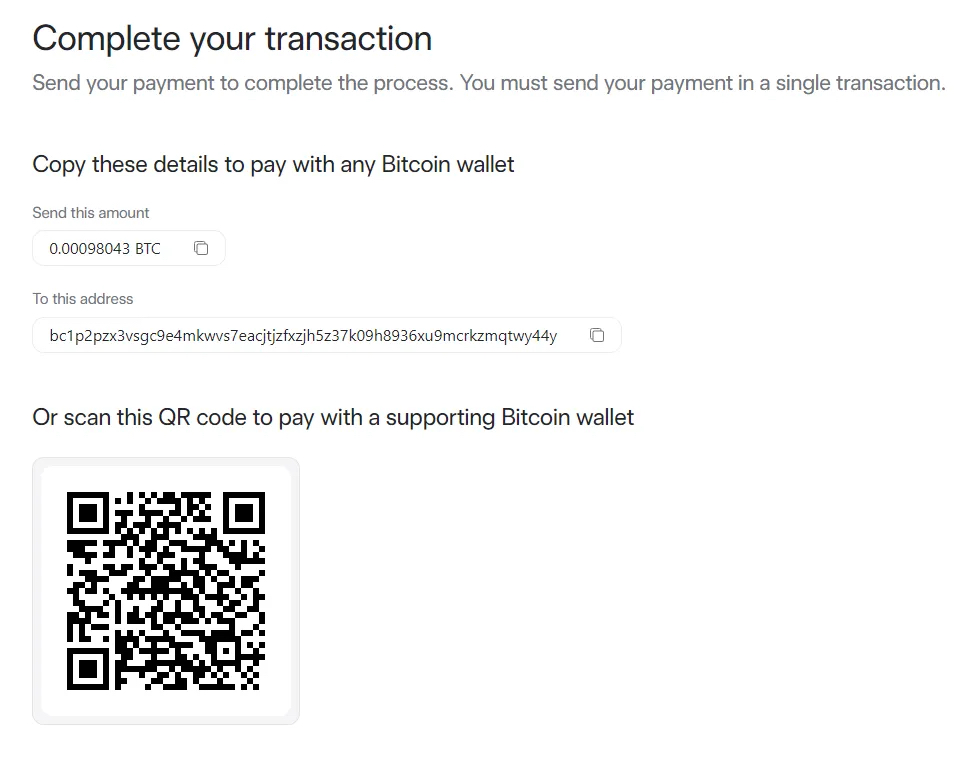 Complete your transaction
Send your payment to complete the process. You must send your payment in a single transaction.
Copy these details to pay with any Bitcoin wallet
Send this amount
0.00098043 BTC
To this address
bc1p2pzx3vsgc9e4mkwvs7eacjtjzfxzjh5z37k09h8936xu9mcrkzmqtwy44y
Or scan this QR code to pay with a supporting Bitcoin wallet